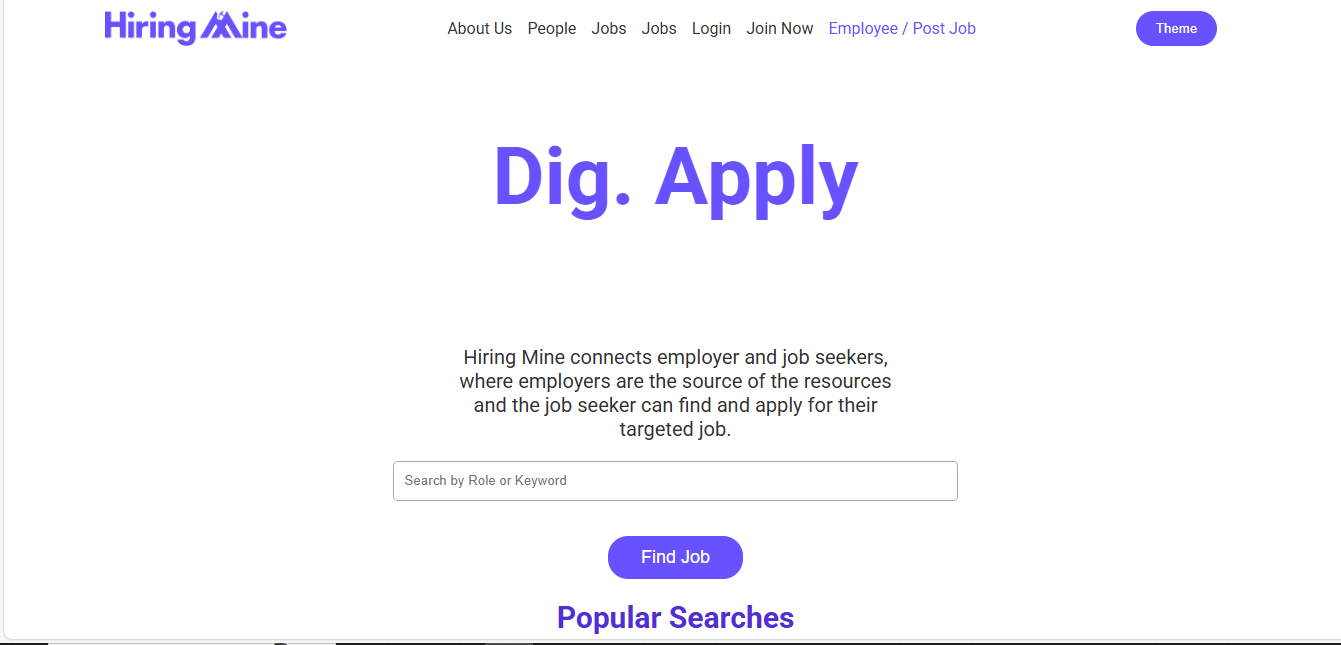 Hiring Mine
About Us People Jobs Jobs Login Join Now Employee / Post Job
Theme
Dig. Apply
Hiring Mine connects employer and job seekers,
where employers are the source of the resources
and the job seeker can find and apply for their
targeted job.
Search by Role or Keyword
Find Job
Popular Searches